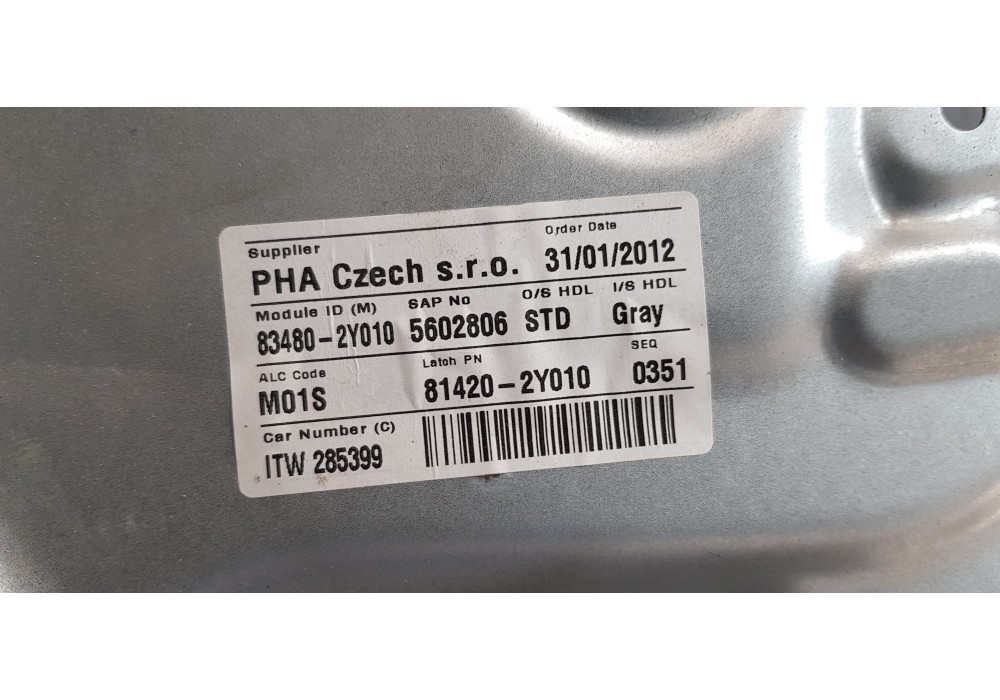 Supplier Order Date
PHA Czech s.r.o. 31/01/2012
Module ID (M) SAP No O/S HDL I/S HDL
83480-2Y010 5602806 STD Gray
ALC Code Latch PN SEQ
M01S 81420-2Y010 0351
Car Number (C)
ITW 285399